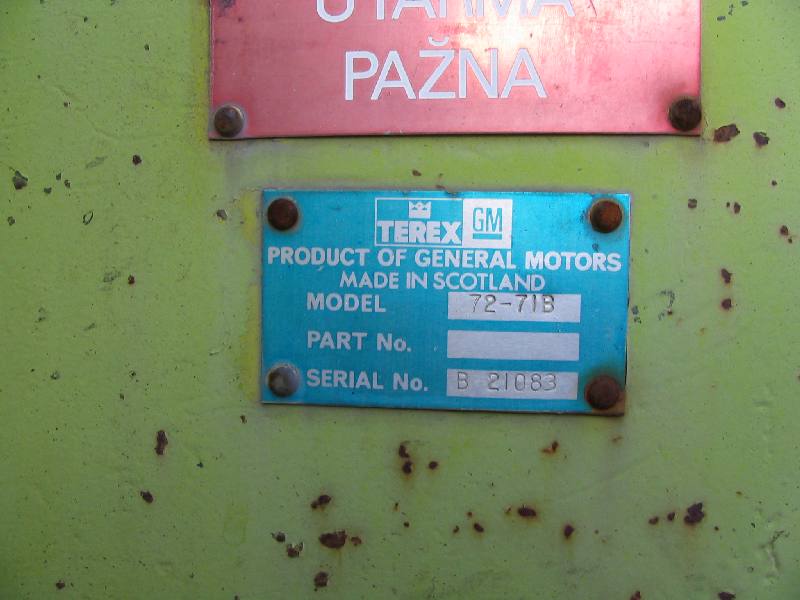 PAŽNA
TEREX GM
PRODUCT OF GENERAL MOTORS
MADE IN SCOTLAND
MODEL 72-71B
PART No.
SERIAL No. B 21083